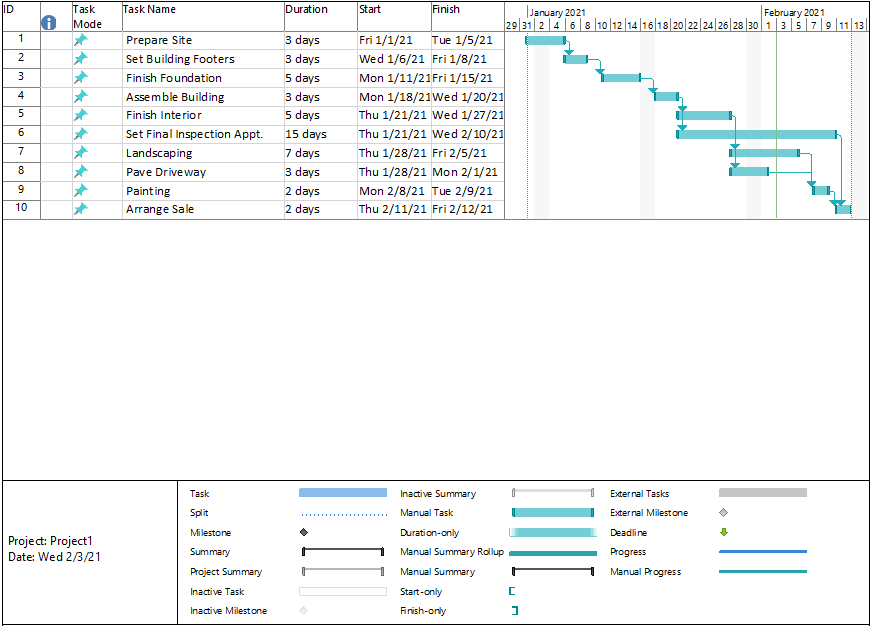 ID Task Mode Task Name Duration Start Finish
January 2021 February 2021
29 31 2 4 6 8 10 12 14 16 18 20 22 24 26 28 30 1 3 5 7 9 11 13
1 Prepare Site 3 days Fri 1/1/21 Tue 1/5/21
2 Set Building Footers 3 days Wed 1/6/21 Fri 1/8/21
3 Finish Foundation 5 days Mon 1/11/21 Fri 1/15/21
4 Assemble Building 3 days Mon 1/18/21 Wed 1/20/21
5 Finish Interior 5 days Thu 1/21/21 Wed 1/27/21
6 Set Final Inspection Appt. 15 days Thu 1/21/21 Wed 2/10/21
7 Landscaping 7 days Thu 1/28/21 Fri 2/5/21
8 Pave Driveway 3 days Thu 1/28/21 Mon 2/1/21
9 Painting 2 days Mon 2/8/21 Tue 2/9/21
10 Arrange Sale 2 days Thu 2/11/21 Fri 2/12/21
Project: Project1
Date: Wed 2/3/21
Task Inactive Summary External Tasks
Split Manual Task External Milestone
Milestone Duration-only Deadline
Summary Manual Summary Rollup Progress
Project Summary Manual Summary Manual Progress
Inactive Task Start-only
Inactive Milestone Finish-only